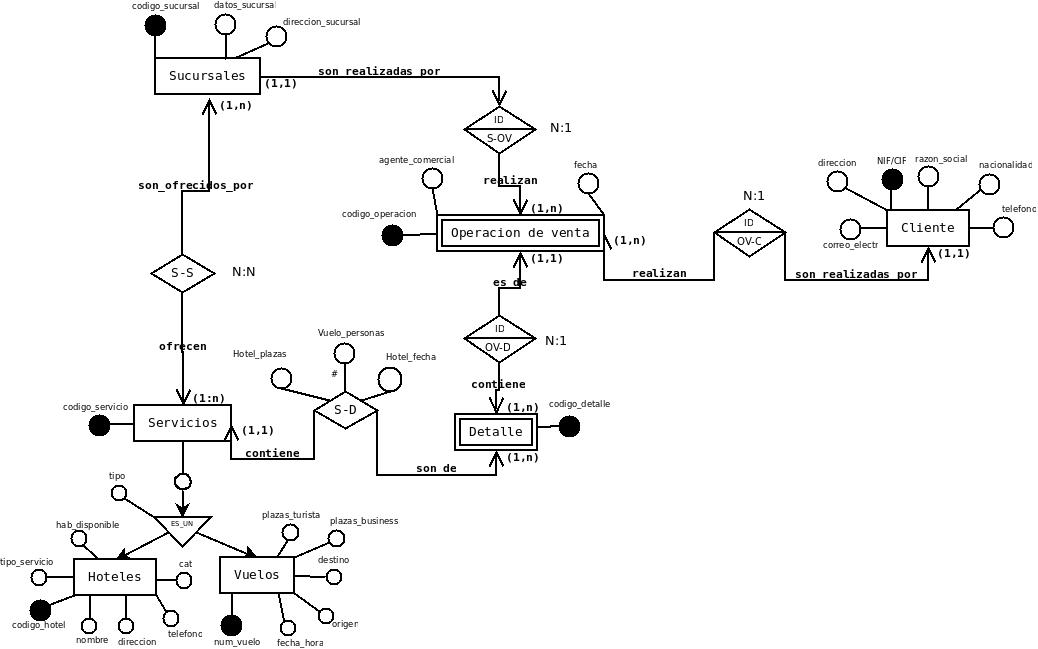 codigo_sucursal
datos_sucursal
direccion_sucursal
Sucursales
(1,1)
son realizadas por
(1,n)
ID
S-OV
N:1
agente_comercial
fecha
realizan
(1,n)
codigo_operacion
Operacion de venta
(1,n)
(1,1)
son_ofrecidos_por
S-S
N:N
ofrecen
(1:n)
N:1
ID
OV-C
realizan
son realizadas por
direccion
NIF/CIF
razon_social
nacionalidad
telefono
Cliente
correo_electr
(1,1)
es de
ID
OV-D
N:1
contiene
(1,n)
codigo_detalle
Detalle
(1,n)
Vuelo_personas
Hotel_plazas
Hotel_fecha
#
S-D
codigo_servicio
Servicios
(1,1)
contiene
son de
tipo
ES_UN
hab_disponible
tipo_servicio
Hoteles
cat
codigo_hotel
nombre
direccion
telefono
plazas_turista
plazas_business
Vuelos
destino
origen
num_vuelo
fecha_hora